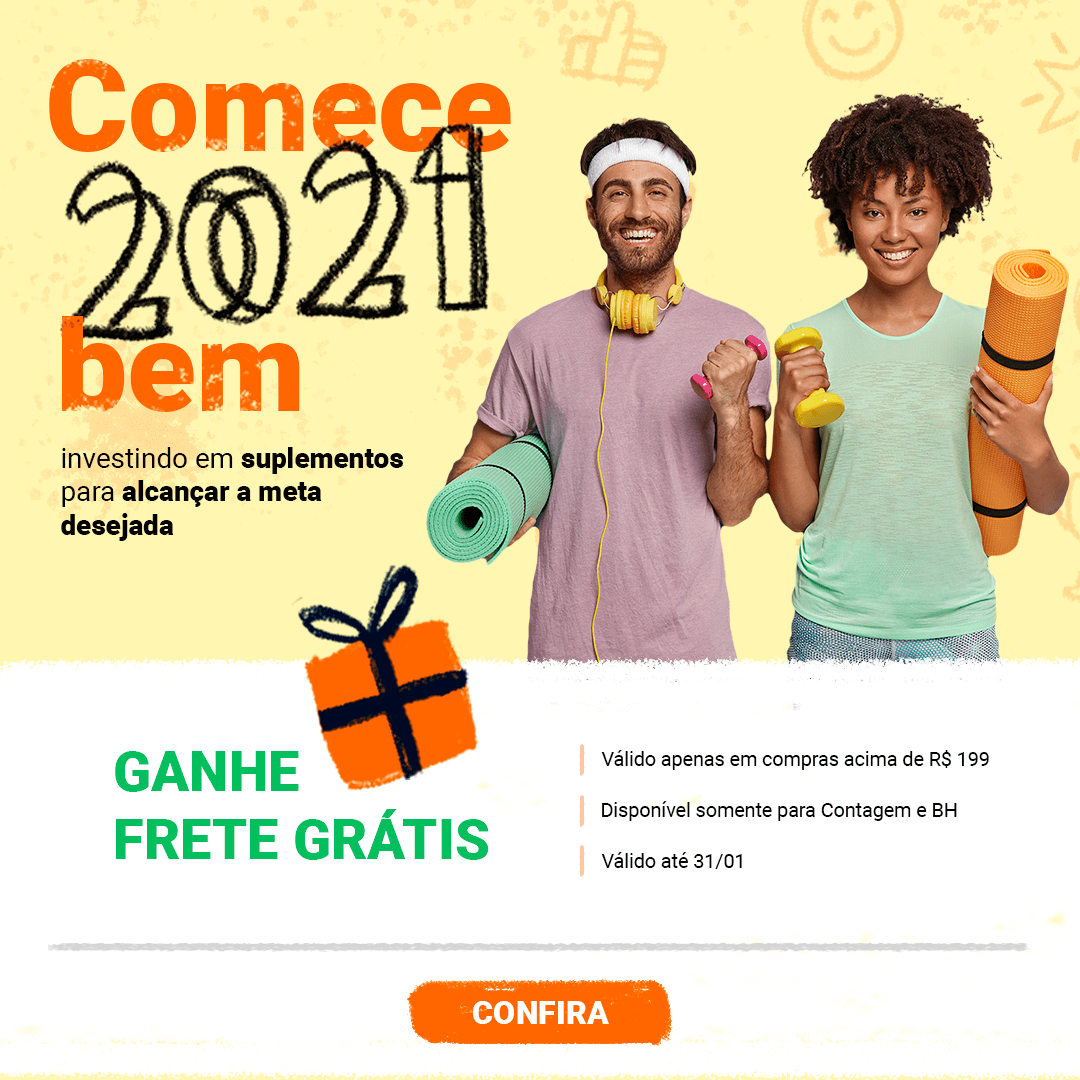 Comece
2021
bem
investindo em suplementos
para alcançar a meta
desejada
GANHE
FRETE GRÁTIS
Válido apenas em compras acima de R$ 199
Disponível somente para Contagem e BH
Válido até 31/01
CONFIRA